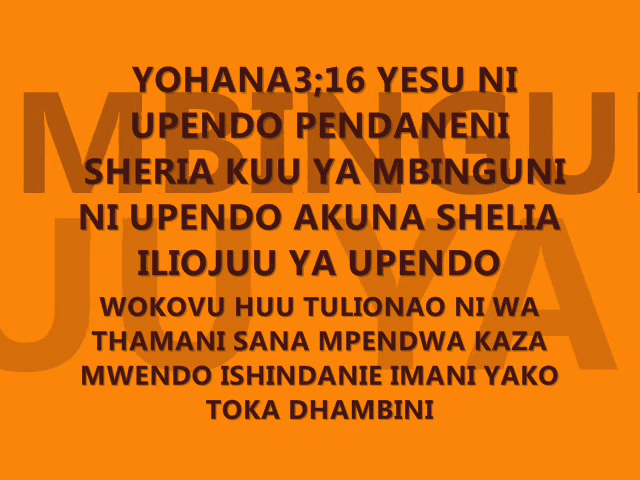 YOHANA3;16 YESU NI
UPENDO PENDANENI
SHERIA KUU YA MBINGUNI
NI UPENDO AKUNA SHELIA
ILIOJUU YA UPENDO
WOKOVU HUU TULIONAO NI WA
THAMANI SANA MPENDWA KAZA
MWENDO ISHINDANIE IMANI YAKO
TOKA DHAMBINI